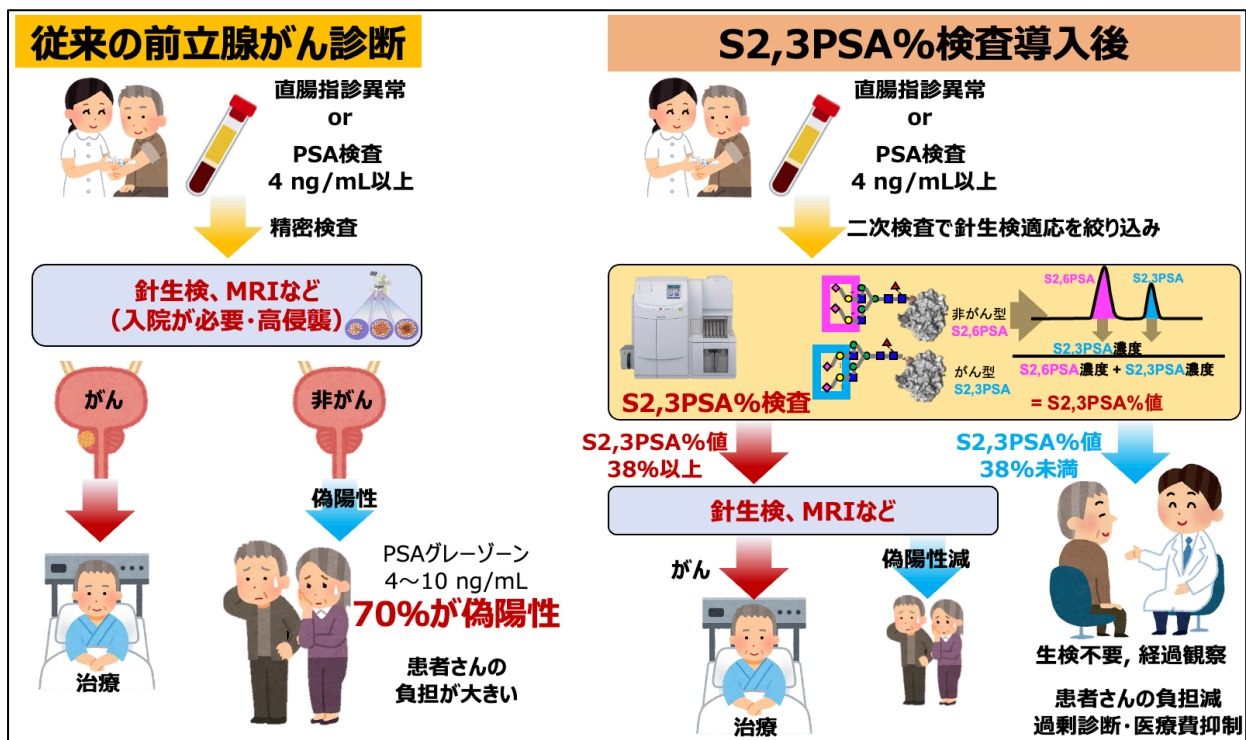 従来の前立腺がん診断
直腸指診異常
or
PSA検査
4 ng/mL以上
精密検査
針生検、MRIなど
（入院が必要・高侵襲）
がん
非がん
偽陽性
PSAグレーゾーン
4～10 ng/mL
70%が偽陽性
治療
患者さんの
負担が大きい
S2,3PSA%検査導入後
直腸指診異常
or
PSA検査
4 ng/mL以上
二次検査で針生検適応を絞り込み
S2,6PSA
S2,3PSA
非がん型
S2,6PSA
がん型
S2,3PSA
S2,3PSA濃度
S2,6PSA濃度 + S2,3PSA濃度
= S2,3PSA%値
S2,3PSA%検査
S2,3PSA%値
38%以上
S2,3PSA%値
38%未満
針生検、MRIなど
がん
偽陽性減
治療
生検不要, 経過観察
患者さんの負担減
過剰診断・医療費抑制